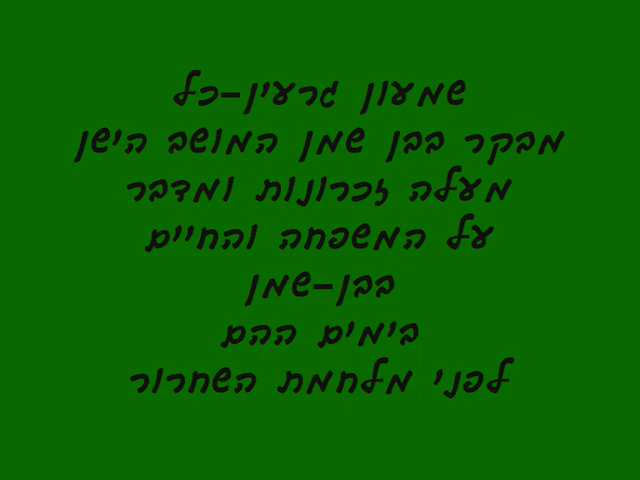 שמעון גרעין-כל
מבקר בבן שמן המושב הישן
מעלה זכרונות ומדבר
על המשפחה והחיים
בבן-שמן
בימים ההם
לפני מלחמת השחרור